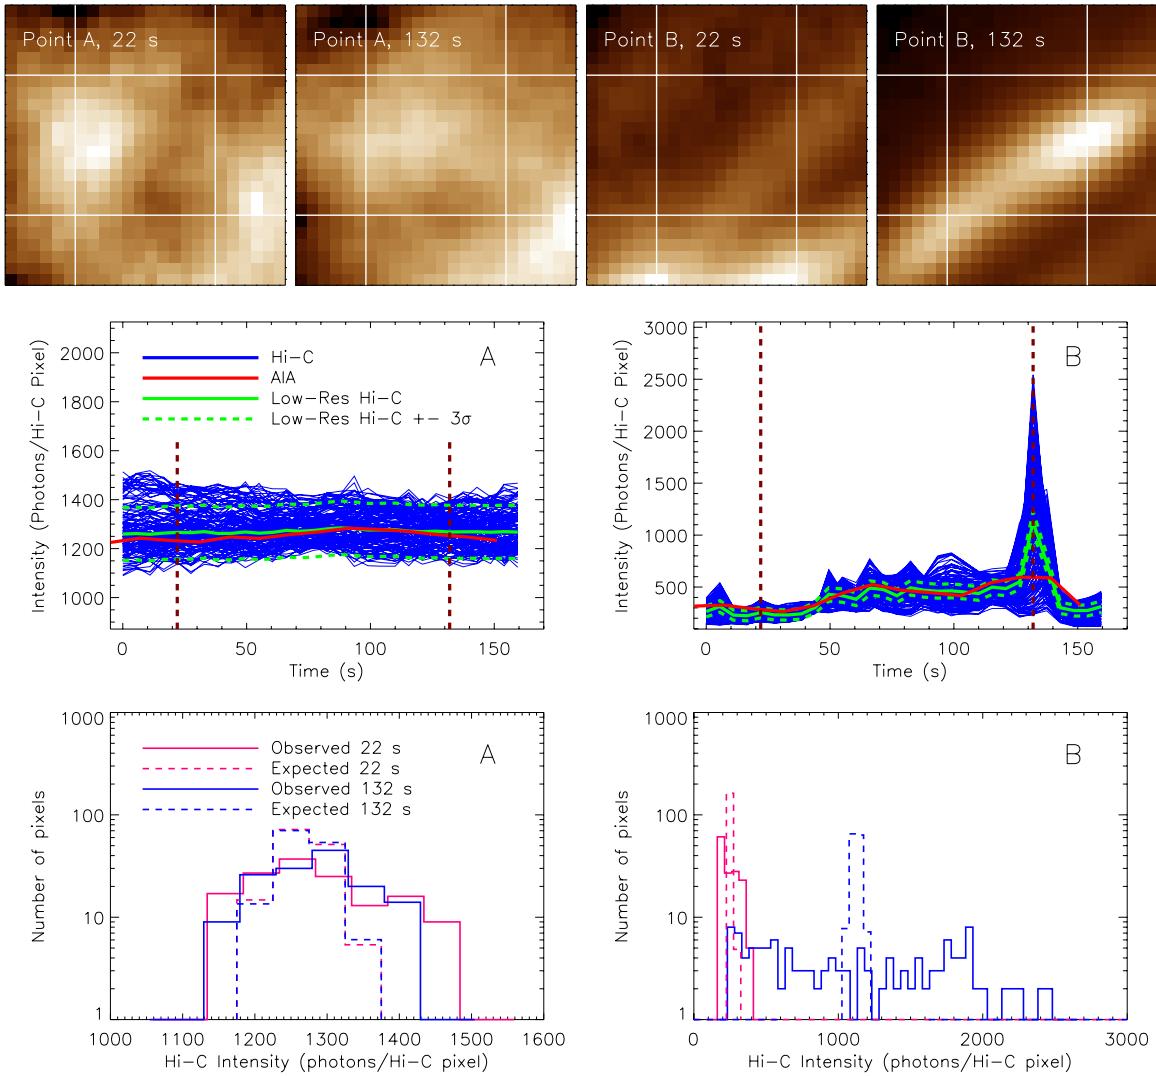 Point A, 22 s
Point A, 132 s
Point B, 22 s
Point B, 132 s
Intensity (Photons/Hi-C Pixel)
2000
1800
1600
1400
1200
1000
Hi-C
AIA
Low-Res Hi-C
Low-Res Hi-C +- 3σ
A
0
50
100
150
Time (s)
Intensity (Photons/Hi-C Pixel)
3000
2500
2000
1500
1000
500
B
0
50
100
150
Time (s)
Number of pixels
1000
100
10
1
Observed 22 s
Expected 22 s
Observed 132 s
Expected 132 s
A
1000
1100
1200
1300
1400
1500
1600
Hi-C Intensity (photons/Hi-C pixel)
Number of pixels
1000
100
10
1
B
0
1000
2000
3000
Hi-C Intensity (photons/Hi-C pixel)